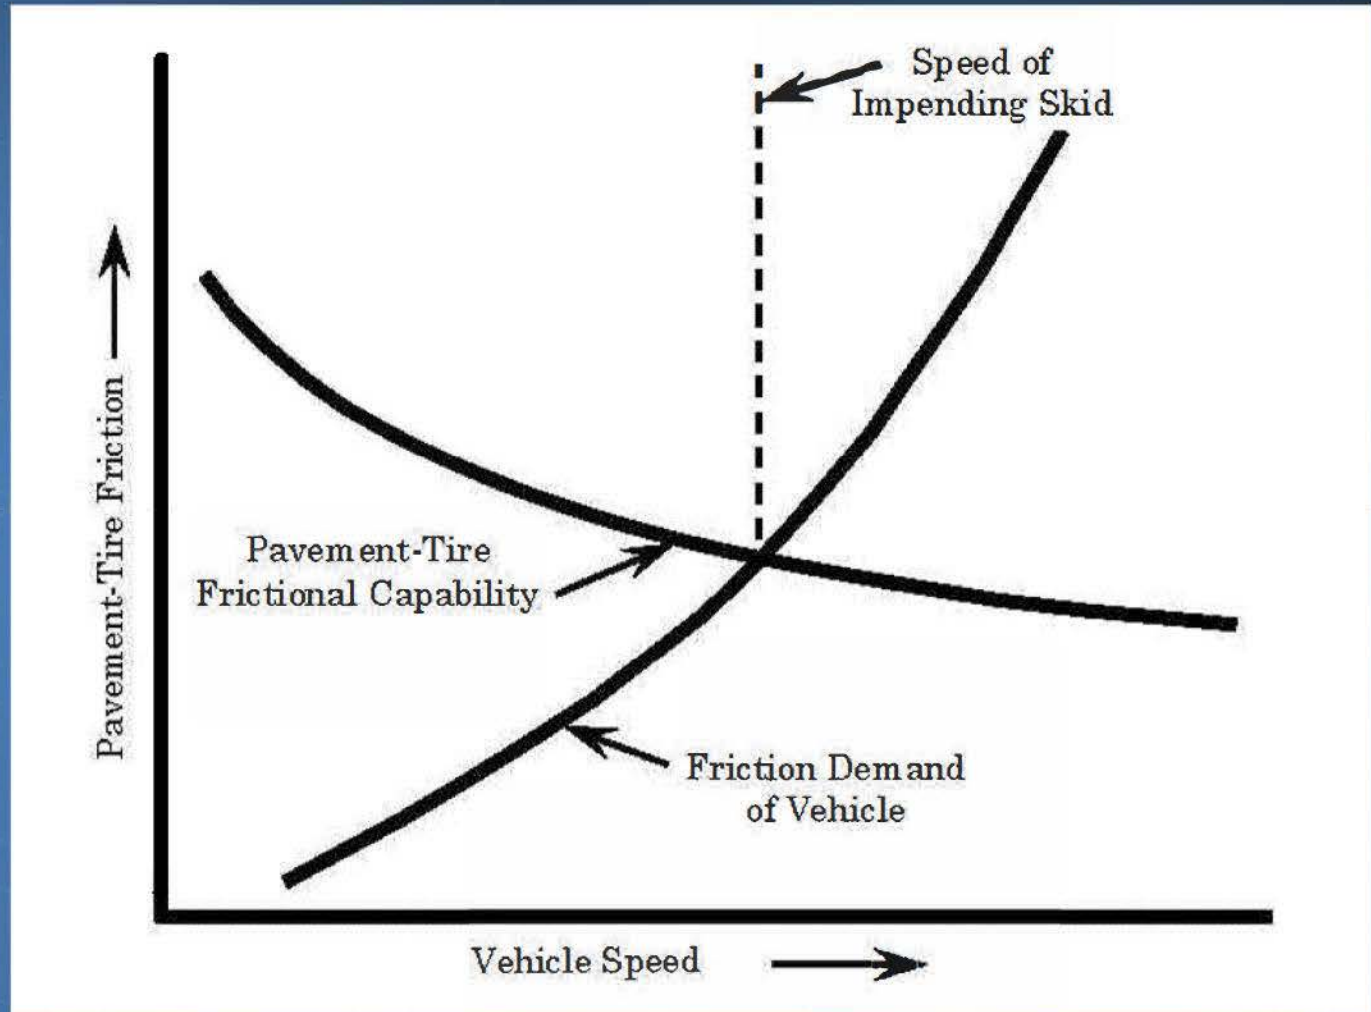 Speed of
Impending Skid
Pavement-Tire Friction
Pavement-Tire
Frictional Capability
Friction Demand
of Vehicle
Vehicle Speed